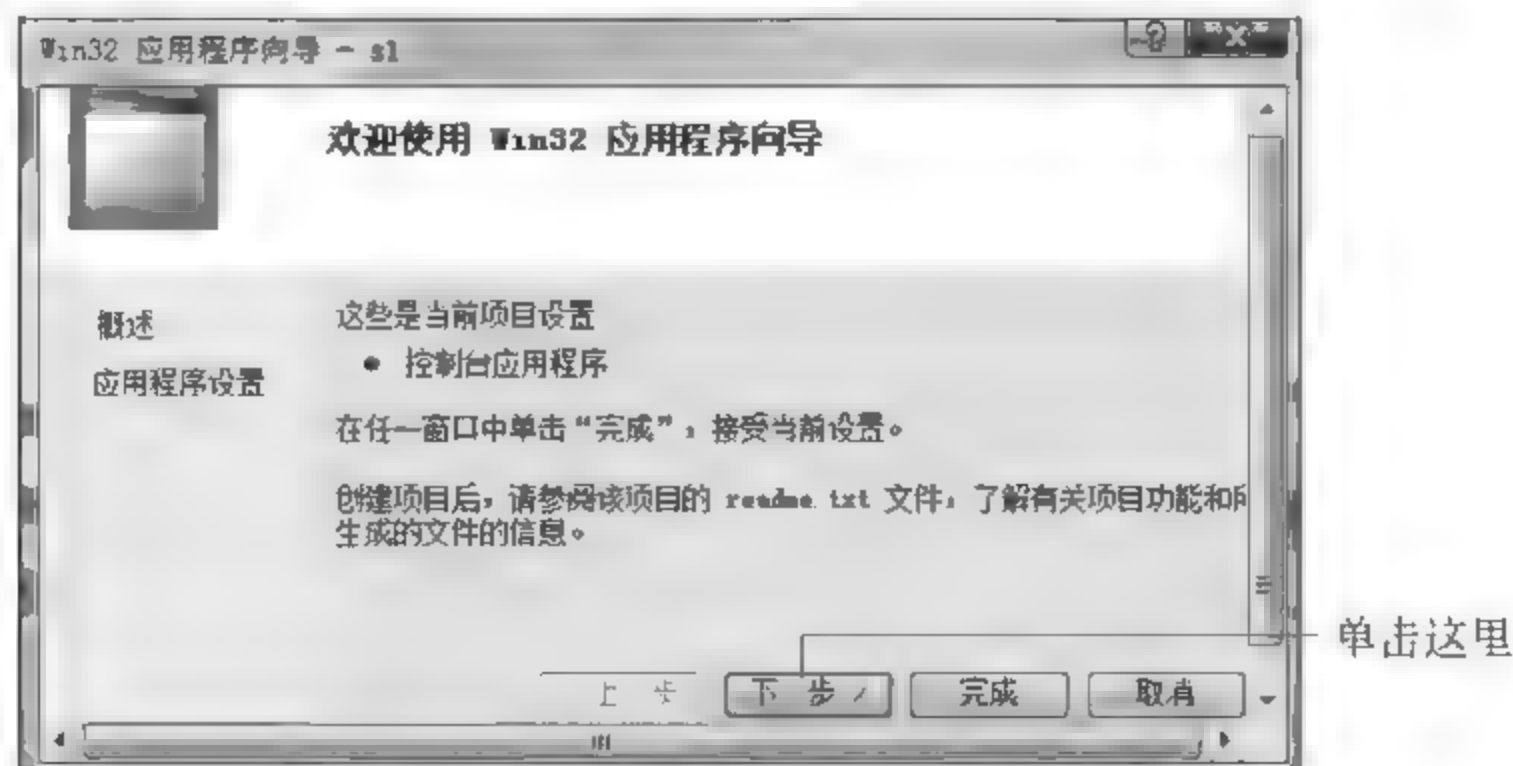 Win32 应用程序向导 - s1
欢迎使用 Win32 应用程序向导
概述
应用程序设置
这些是当前项目设置
• 控制台应用程序
在任一窗口中单击“完成”，接受当前设置。
创建项目后，请参阅该项目的 readme.txt 文件，了解有关项目功能和所
生成的文件的信息。
单击这里
上一步
下一步 >
完成
取消